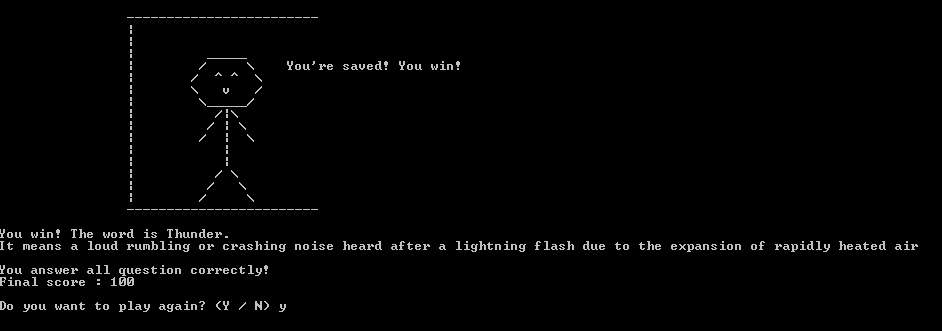 You're saved! You win!
You win! The word is Thunder.
It means a loud rumbling or crashing noise heard after a lightning flash due to the expansion of rapidly heated air
You answer all question correctly!
Final score : 100
Do you want to play again? (Y / N) y